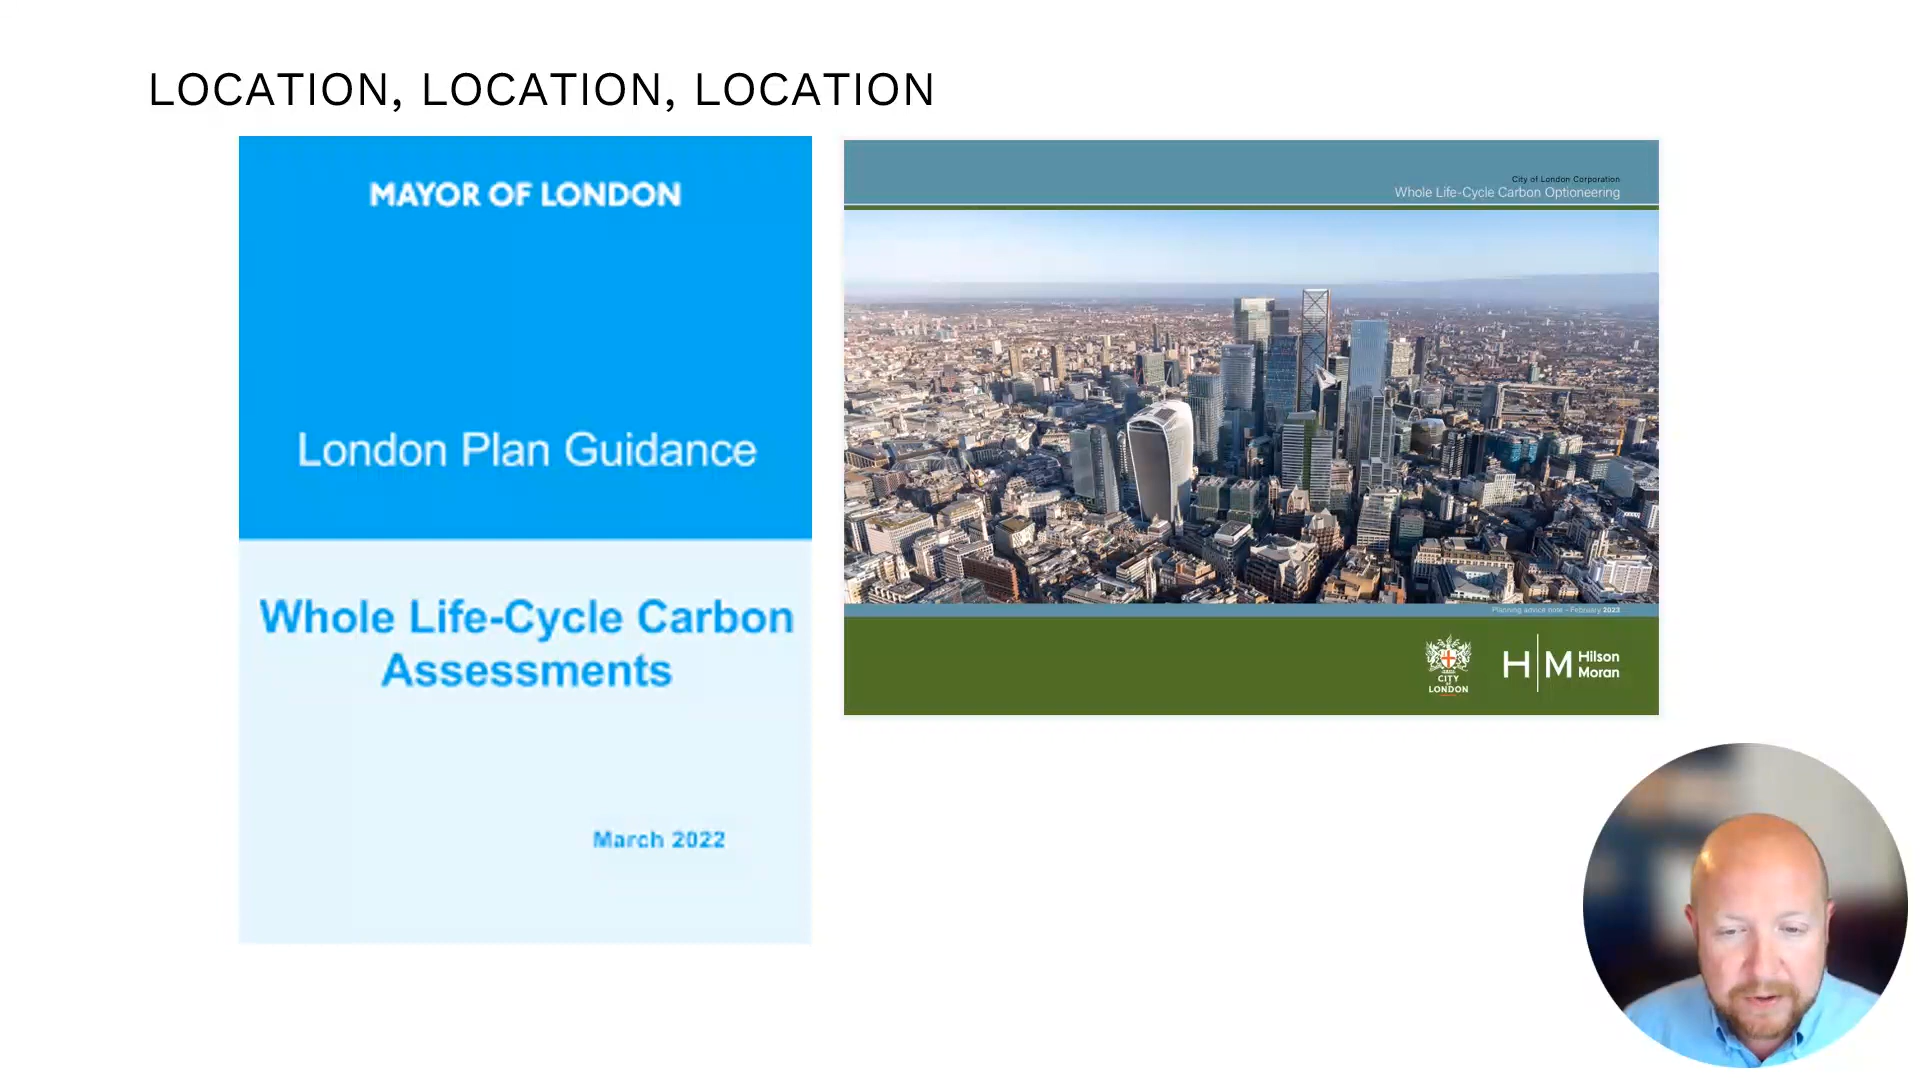 LOCATION, LOCATION, LOCATION
MAYOR OF LONDON
London Plan Guidance
Whole Life-Cycle Carbon
Assessments
March 2022
City of London Corporation
Whole Life-Cycle Carbon Optioneering
Planning advice note - February 2023
CITY
OF
LONDON
H|M Hilson
Moran